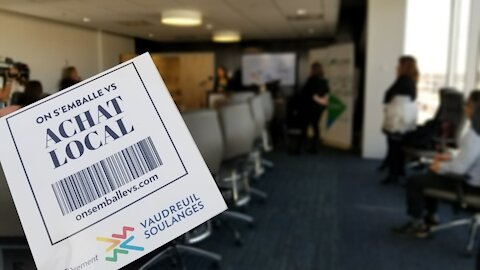 ON S'EMBALLE VS
ACHAT
LOCAL
onsemballevs.com
VAUDREUIL
SOULANGES